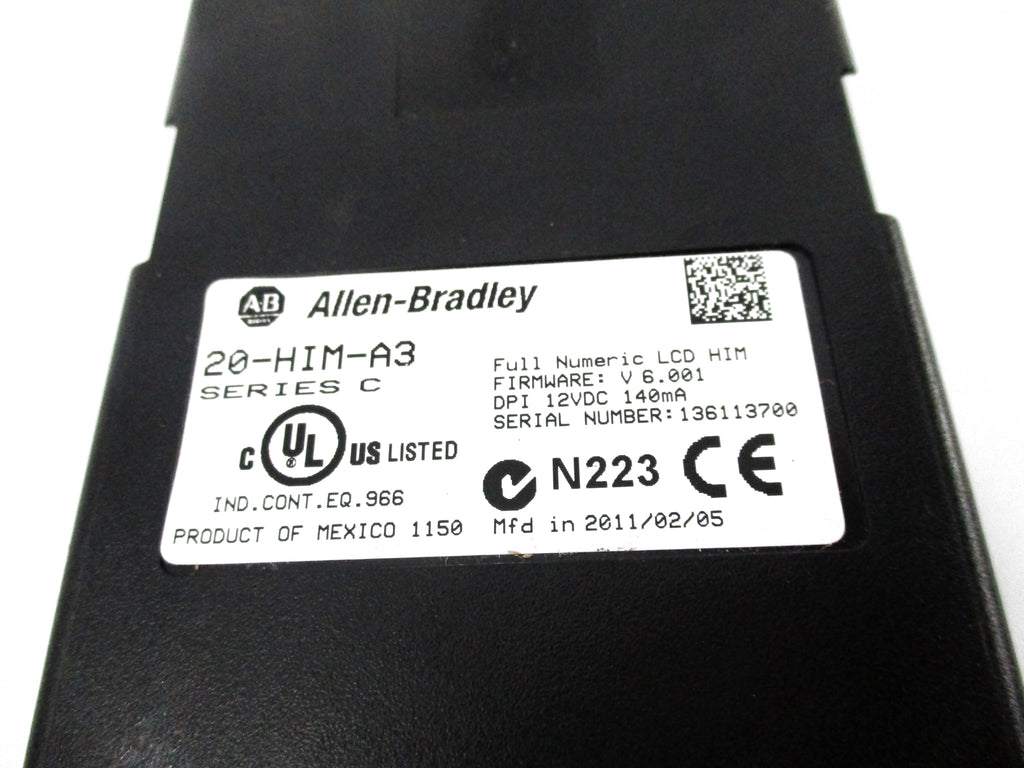 AB
Allen-Bradley
20-HIM-A3
SERIES C
Full Numeric LCD HIM
FIRMWARE: V 6.001
DPI 12VDC 140mA
SERIAL NUMBER:136113700
C UL ® US LISTED
N223 CE
IND.CONT.EQ.966
PRODUCT OF MEXICO 1150
Mfd in 2011/02/05